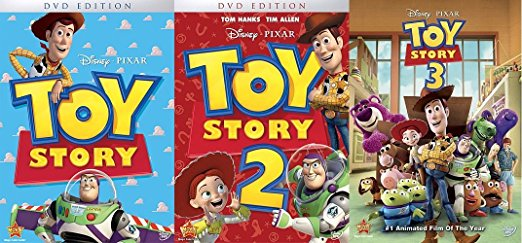 DVD EDITION
Disney · PIXAR
TOY
STORY
DVD EDITION
TOM HANKS TIM ALLEN
Disney · PIXAR
TOY
STORY
2
Disney · PIXAR
TOY
STORY
3
#1 Animated Film Of The Year
DVD